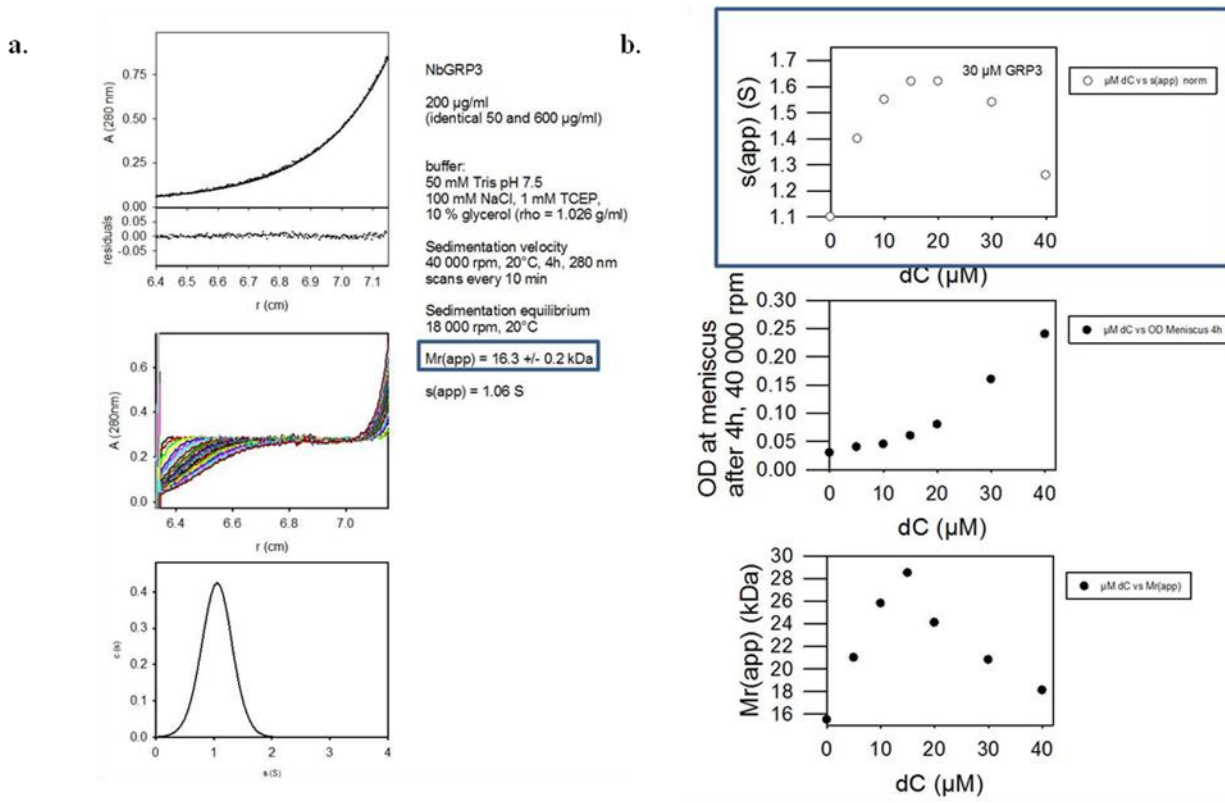 a.
0.75
0.50
0.25
0.00
A (280 nm)
0.05
0.00
-0.05
residuals
6.4 6.5 6.6 6.7 6.8 6.9 7.0 7.1
r (cm)
0.6
0.4
0.2
0.0
A (280nm)
6.4 6.6 6.8 7.0
r (cm)
0.4
0.3
0.2
0.1
0.0
c (s)
0 1 2 3 4
s (S)
NbGRP3
200 µg/ml
(identical 50 and 600 µg/ml)
buffer:
50 mM Tris pH 7.5
100 mM NaCl, 1 mM TCEP,
10 % glycerol (rho = 1.026 g/ml)
Sedimentation velocity
40 000 rpm, 20°C, 4h, 280 nm
scans every 10 min
Sedimentation equilibrium
18 000 rpm, 20°C
Mr(app) = 16.3 +/- 0.2 kDa
s(app) = 1.06 S
b.
1.7
1.6
1.5
1.4
1.3
1.2
1.1
s(app) (S)
30 µM GRP3
µM dC vs s(app) norm
0 10 20 30 40
dC (µM)
0.30
0.25
0.20
0.15
0.10
0.05
0.00
OD at meniscus
after 4h, 40 000 rpm
µM dC vs OD Meniscus 4h
0 10 20 30 40
dC (µM)
30
28
26
24
22
20
18
16
Mr(app) (kDa)
µM dC vs Mr(app)
0 10 20 30 40
dC (µM)